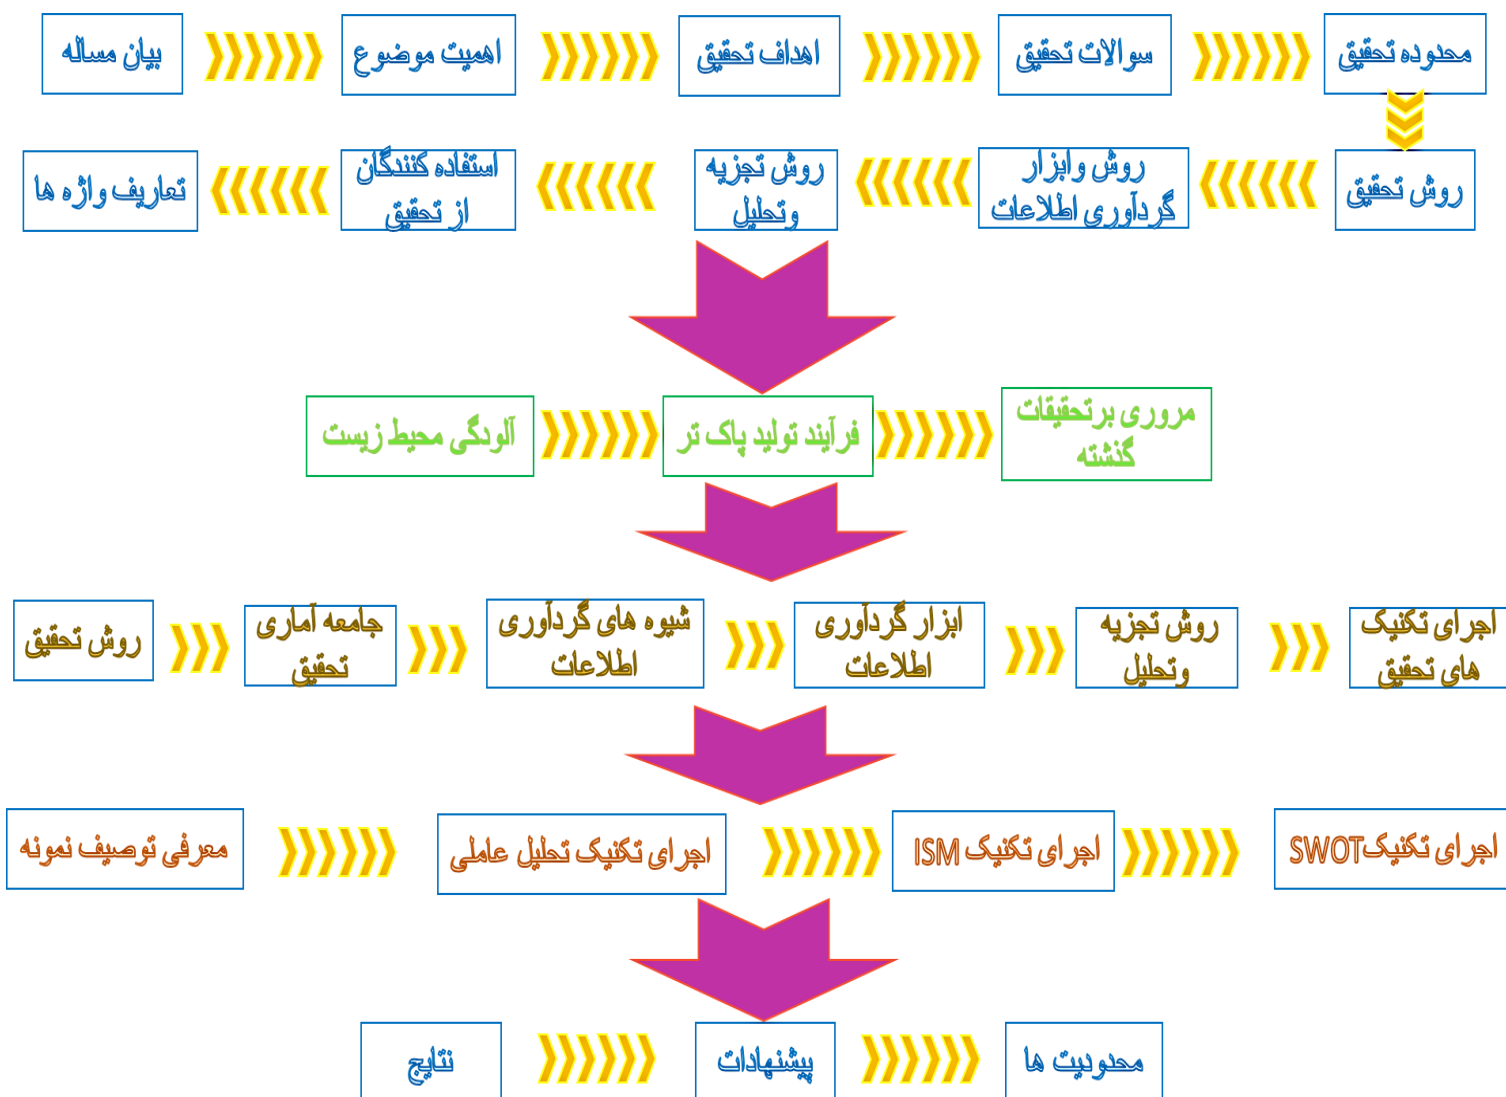 بیان مساله
اهمیت موضوع
اهداف تحقیق
سوالات تحقیق
محدوده تحقیق
روش تحقیق
روش وابزار
گردآوری اطلاعات
روش تجزیه
وتحلیل
استفاده کنندگان
از تحقیق
تعاریف واژه ها
آلودگی محیط زیست
فرآیند تولید پاک تر
مروری برتحقیقات
گذشته
روش تحقیق
جامعه آماری
تحقیق
شیوه های گردآوری
اطلاعات
ابزار گردآوری
اطلاعات
روش تجزیه
وتحلیل
اجرای تکنیک
های تحقیق
معرفی توصیف نمونه
اجرای تکنیک تحلیل عاملی
اجرای تکنیک ISM
اجرای تکنیکSWOT
نتایج
پیشنهادات
محدودیت ها